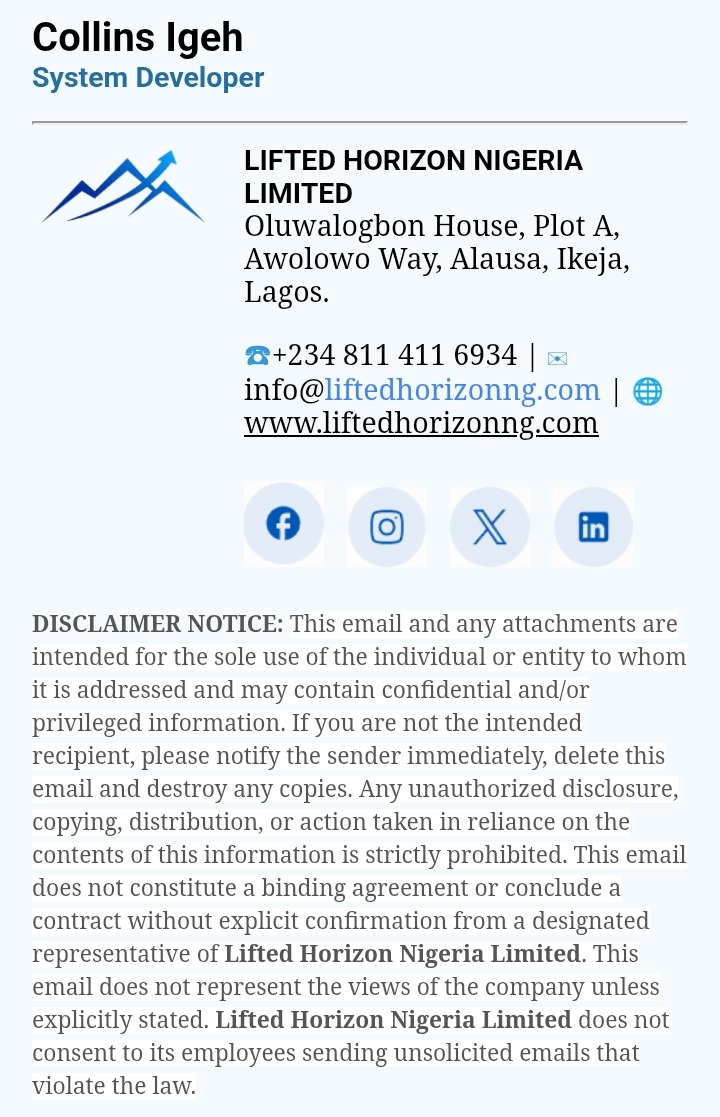 Collins Igeh
System Developer
LIFTED HORIZON NIGERIA
LIMITED
Oluwalogbon House, Plot A,
Awolowo Way, Alausa, Ikeja,
Lagos.
☎+234 811 411 6934 | ✉
info@liftedhorizonng.com | 🌐
www.liftedhorizonng.com
DISCLAIMER NOTICE: This email and any attachments are
intended for the sole use of the individual or entity to whom
it is addressed and may contain confidential and/or
privileged information. If you are not the intended
recipient, please notify the sender immediately, delete this
email and destroy any copies. Any unauthorized disclosure,
copying, distribution, or action taken in reliance on the
contents of this information is strictly prohibited. This email
does not constitute a binding agreement or conclude a
contract without explicit confirmation from a designated
representative of Lifted Horizon Nigeria Limited. This
email does not represent the views of the company unless
explicitly stated. Lifted Horizon Nigeria Limited does not
consent to its employees sending unsolicited emails that
violate the law.